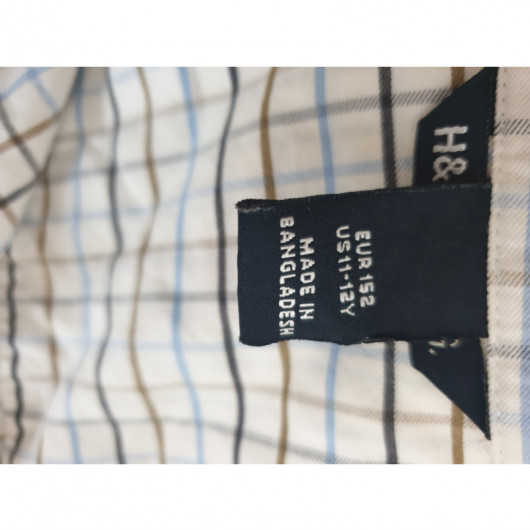 H&
EUR 152
US11-12Y
MADE IN
BANGLADESH